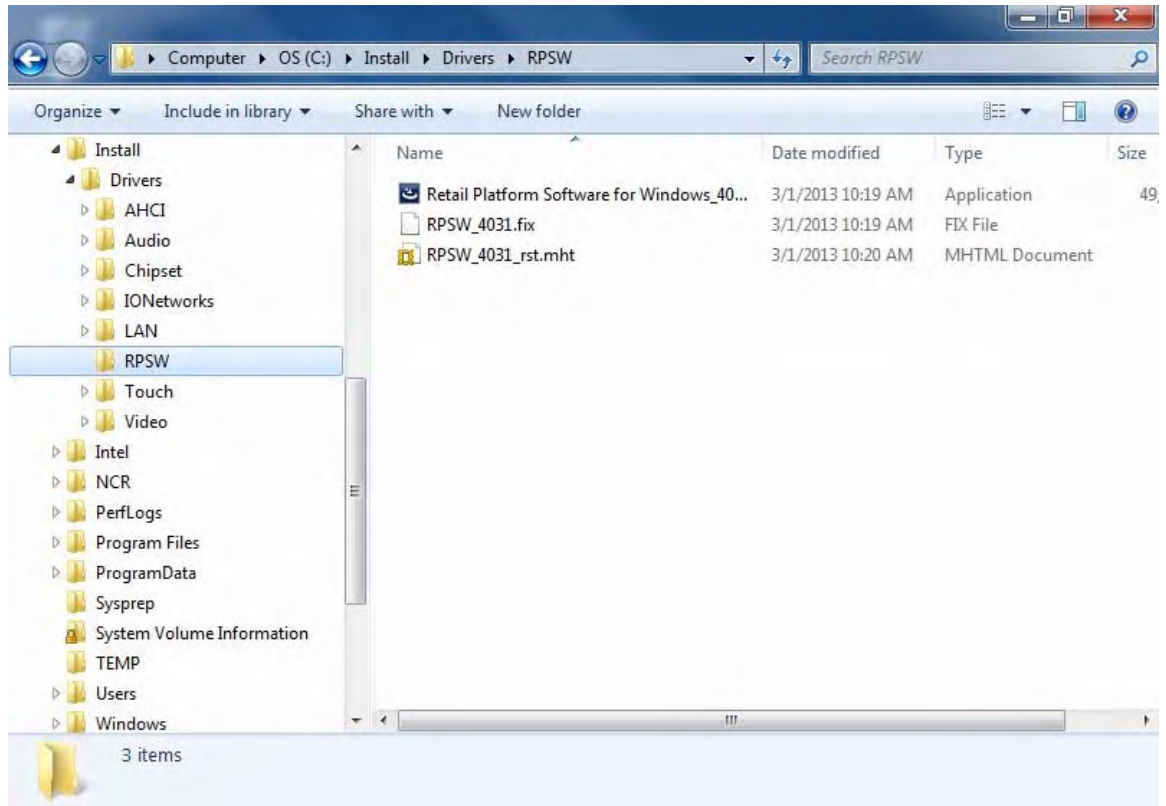 Computer OS (C:) Install Drivers RPSW Search RPSW
Organize Include in library Share with New folder
Name Date modified Type Size
Retail Platform Software for Windows_40... 3/1/2013 10:19 AM Application 49,
RPSW_4031.fix 3/1/2013 10:19 AM FIX File
RPSW_4031_rst.mht 3/1/2013 10:20 AM MHTML Document
Install
Drivers
AHCI
Audio
Chipset
IONetworks
LAN
RPSW
Touch
Video
Intel
NCR
PerfLogs
Program Files
ProgramData
Sysprep
System Volume Information
TEMP
Users
Windows
3 items